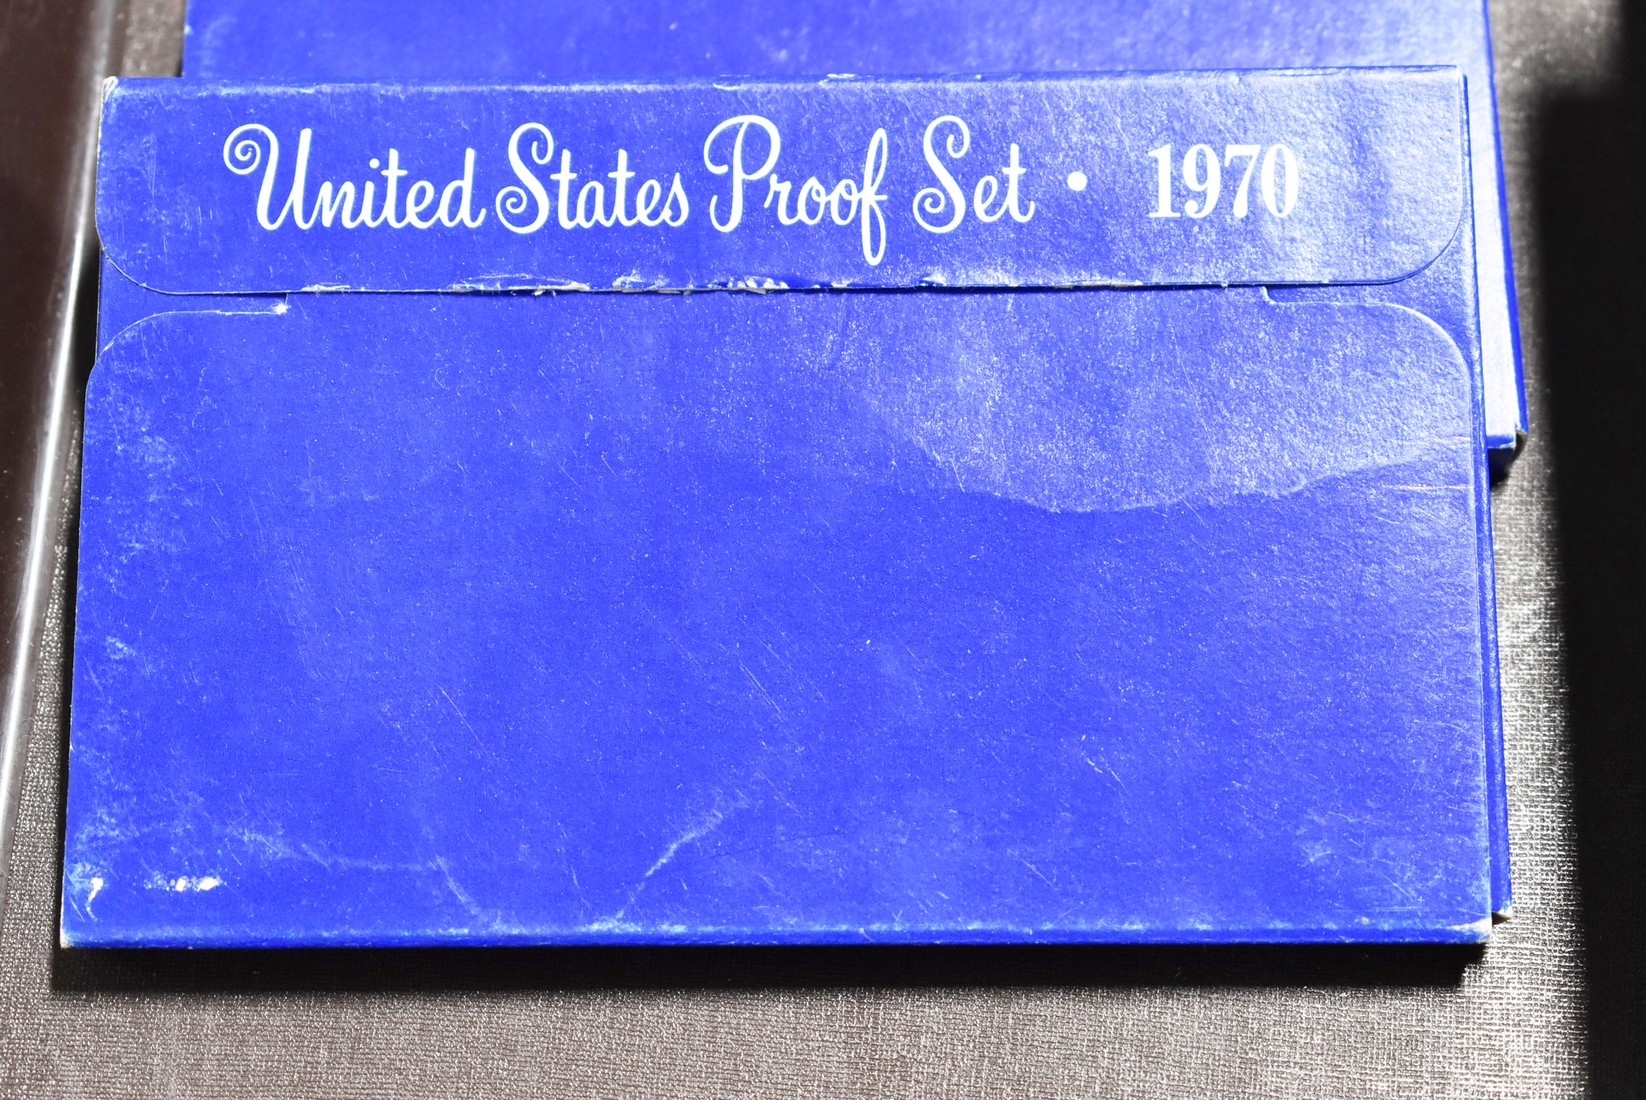 United States Proof Set • 1970